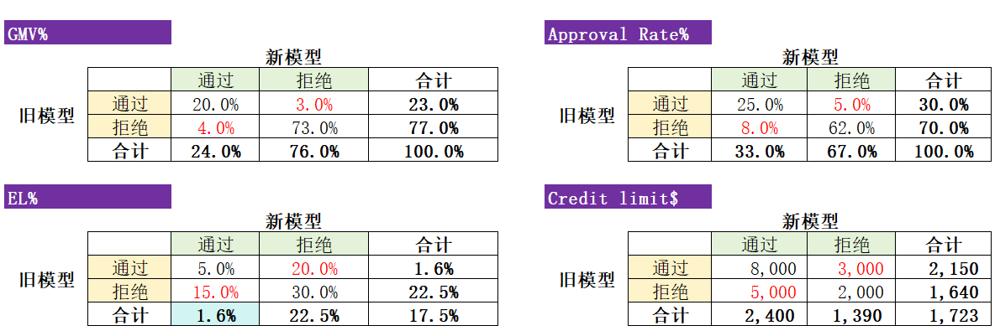 GMV%
新模型
通过 拒绝 合计
旧模型 通过 20.0% 3.0% 23.0%
拒绝 4.0% 73.0% 77.0%
合计 24.0% 76.0% 100.0%
Approval Rate%
新模型
通过 拒绝 合计
旧模型 通过 25.0% 5.0% 30.0%
拒绝 8.0% 62.0% 70.0%
合计 33.0% 67.0% 100.0%
EL%
新模型
通过 拒绝 合计
旧模型 通过 5.0% 20.0% 1.6%
拒绝 15.0% 30.0% 22.5%
合计 1.6% 22.5% 17.5%
Credit limit$
新模型
通过 拒绝 合计
旧模型 通过 8,000 3,000 2,150
拒绝 5,000 2,000 1,640
合计 2,400 1,390 1,723